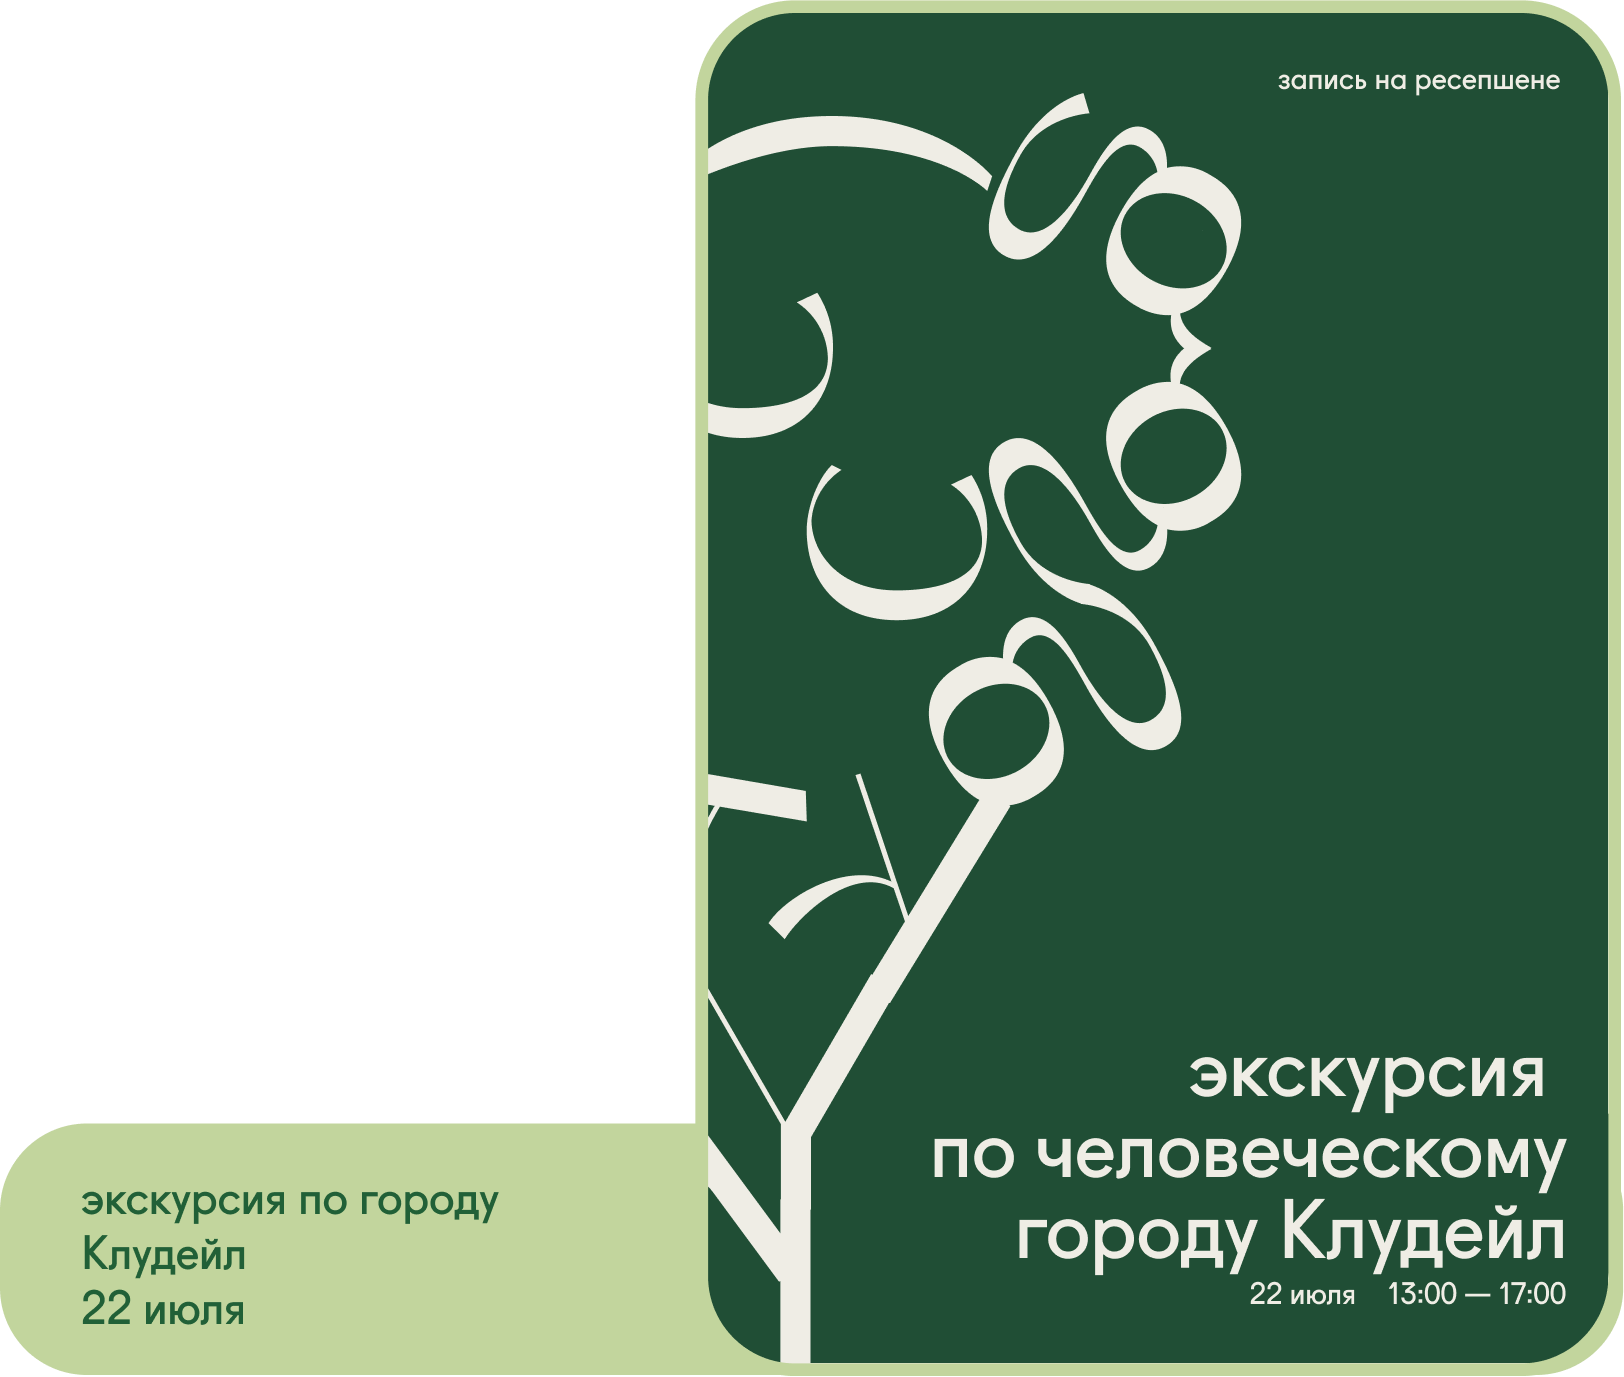 запись на ресепшене
экскурсия
по человеческому
городу Клудейл
22 июля 13:00 — 17:00
экскурсия по городу
Клудейл
22 июля